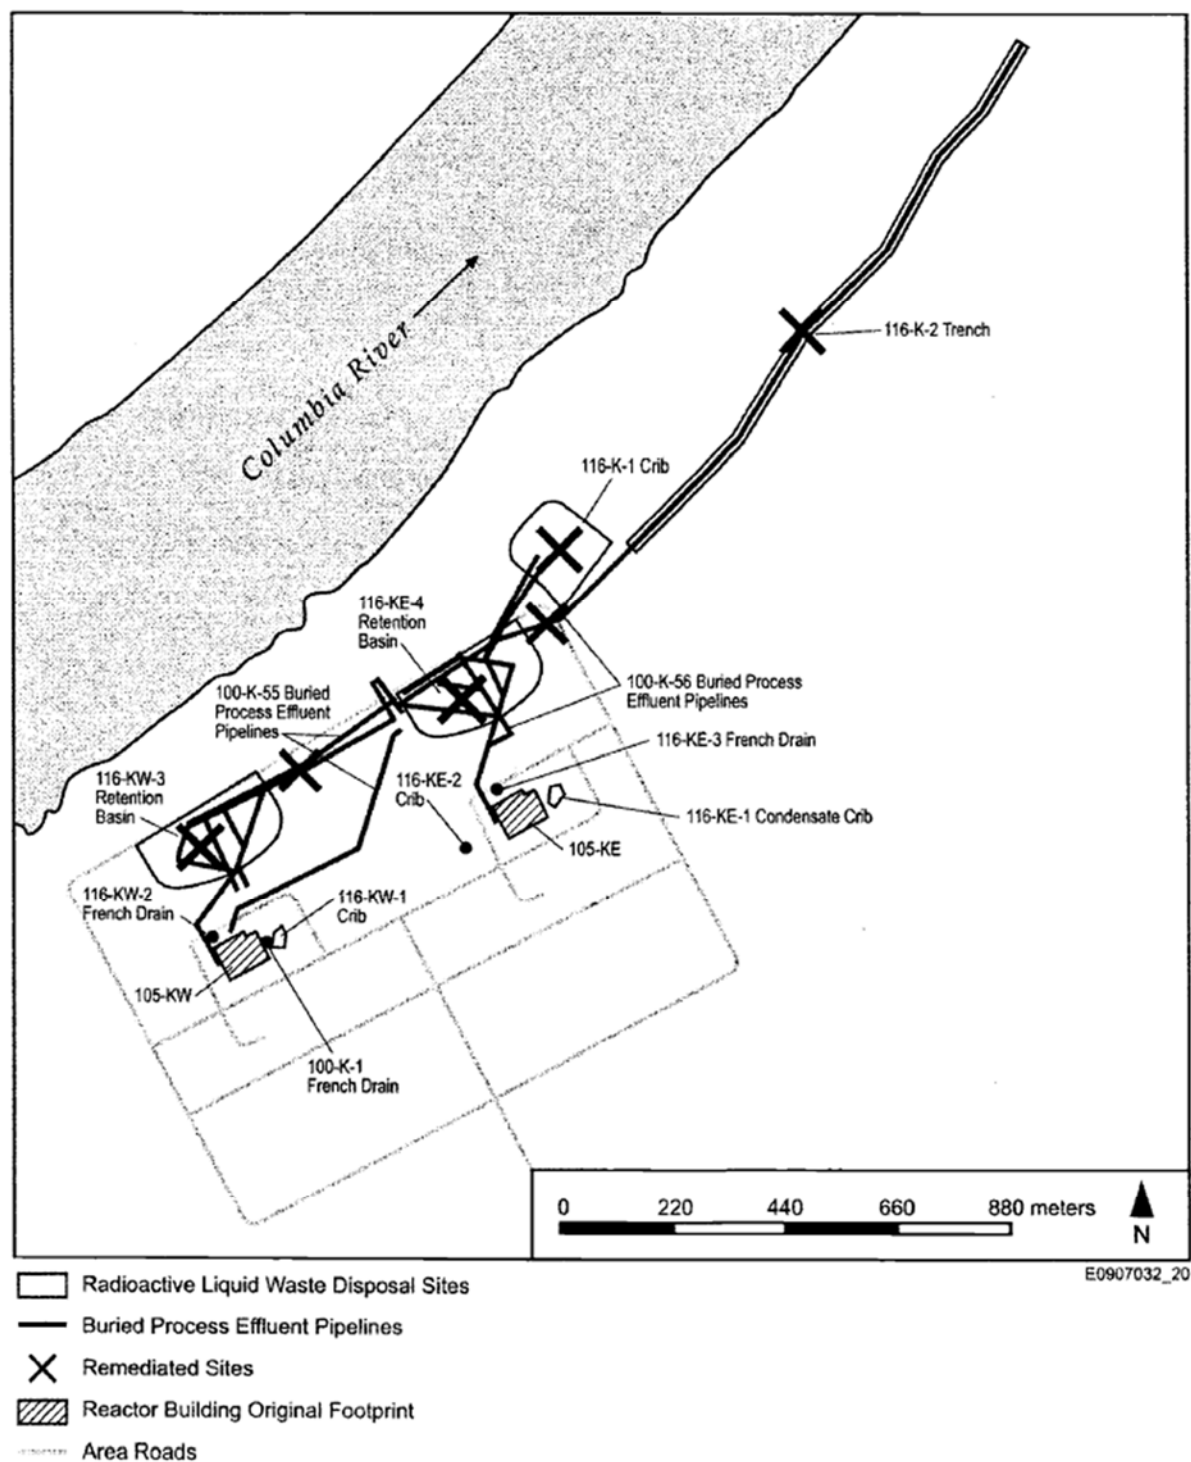 Columbia River
116-K-2 Trench
116-K-1 Crib
116-KE-4
Retention
Basin
100-K-55 Buried
Process Effluent
Pipelines
100-K-56 Buried Process
Effluent Pipelines
116-KE-3 French Drain
116-KW-3
Retention
Basin
116-KE-2
Crib
116-KE-1 Condensate Crib
105-KE
116-KW-2
French Drain
116-KW-1
Crib
105-KW
100-K-1
French Drain
0 220 440 660 880 meters
N
E0907032_20
Radioactive Liquid Waste Disposal Sites
Buried Process Effluent Pipelines
Remediated Sites
Reactor Building Original Footprint
Area Roads